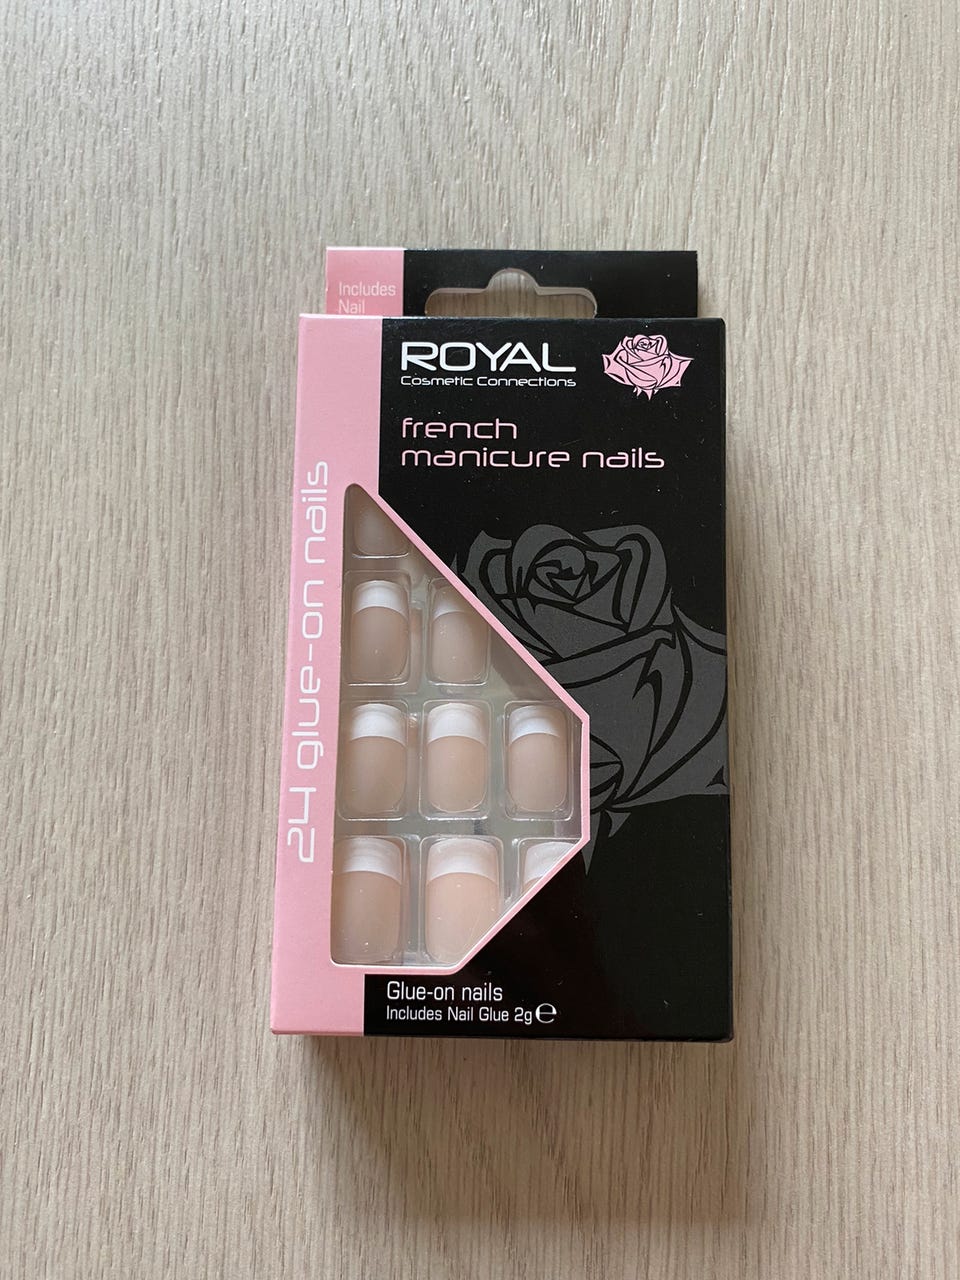 Includes
Nail
ROYAL
Cosmetic Connections
french
manicure nails
24 glue-on nails
Glue-on nails
Includes Nail Glue 2g℮